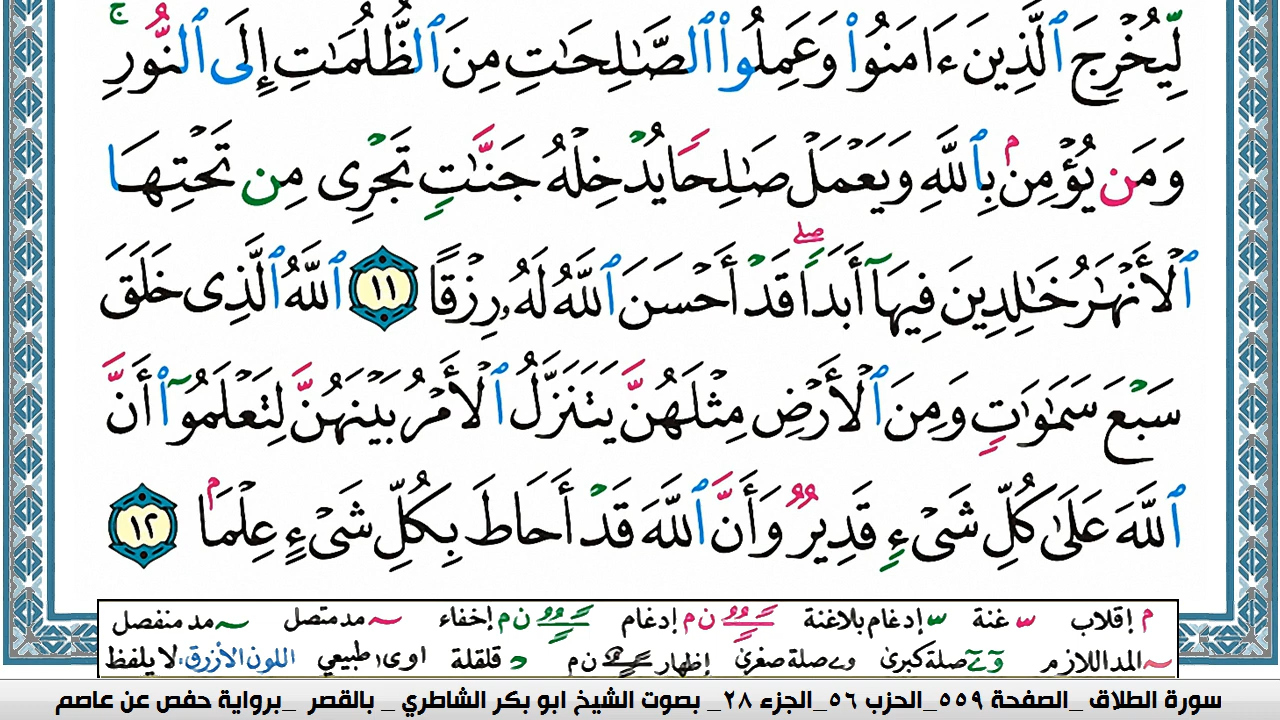 لِّيُخْرِجَ ٱلَّذِينَ ءَامَنُوا۟ وَعَمِلُوا۟ ٱلصَّـٰلِحَـٰتِ مِنَ ٱلظُّلُمَـٰتِ إِلَى ٱلنُّورِ ۚ
وَمَن يُؤْمِنۢ بِٱللَّهِ وَيَعْمَلْ صَـٰلِحًا يُدْخِلْهُ جَنَّـٰتٍ تَجْرِى مِن تَحْتِهَا
ٱلْأَنْهَـٰرُ خَـٰلِدِينَ فِيهَآ أَبَدًا ۖ قَدْ أَحْسَنَ ٱللَّهُ لَهُۥ رِزْقًا ١١ ٱللَّهُ ٱلَّذِى خَلَقَ
سَبْعَ سَمَـٰوَٰتٍ وَمِنَ ٱلْأَرْضِ مِثْلَهُنَّ يَتَنَزَّلُ ٱلْأَمْرُ بَيْنَهُنَّ لِتَعْلَمُوٓا۟ أَنَّ
ٱللَّهَ عَلَىٰ كُلِّ شَىْءٍ قَدِيرٌ وَأَنَّ ٱللَّهَ قَدْ أَحَاطَ بِكُلِّ شَىْءٍ عِلْمًۢا ١٢
م إقلاب غنة إدغام بلاغنة ن م إدغام ن م إخفاء مد متصل مد منفصل
المد اللازم صلة كبرى صلة صغرى إظهار ن م قلقلة اوى طبيعي اللون الأزرق: لا يلفظ
سورة الطلاق _الصفحة ٥٥٩_الحزب ٥٦_الجزء ٢٨_ بصوت الشيخ ابو بكر الشاطري _ بالقصر _برواية حفص عن عاصم